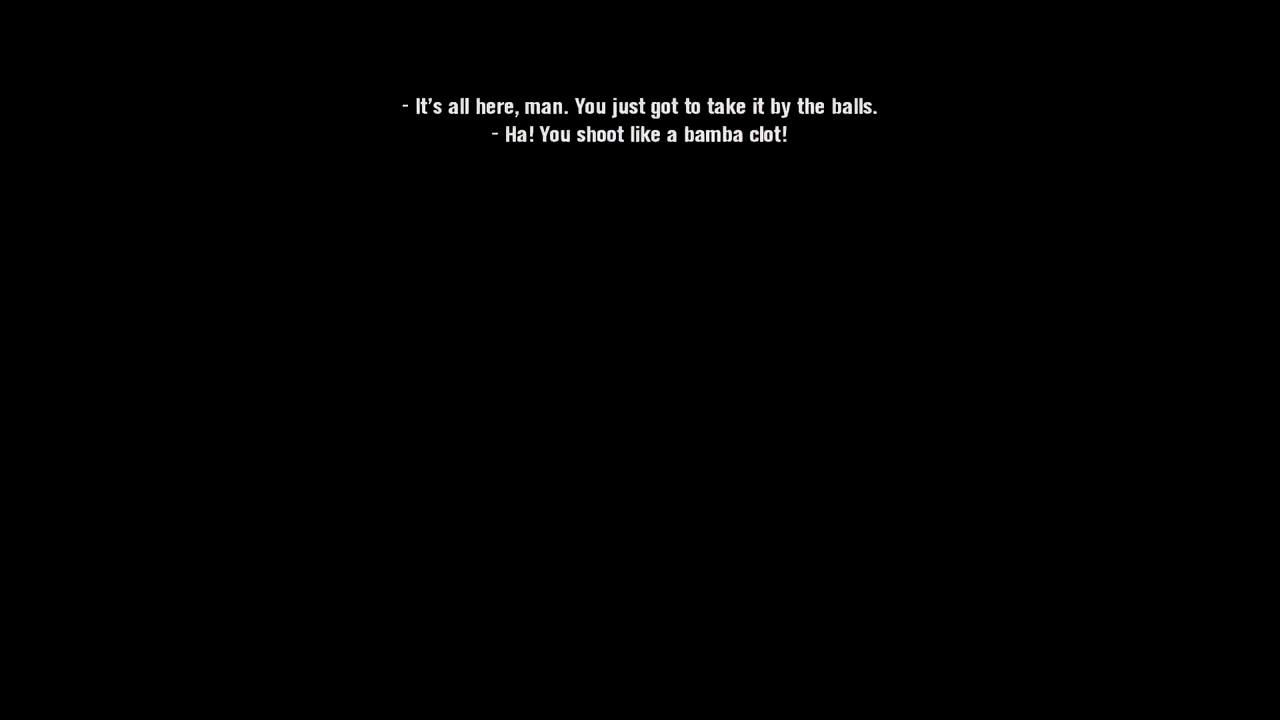 - It's all here, man. You just got to take it by the balls.
- Ha! You shoot like a bamba clot!